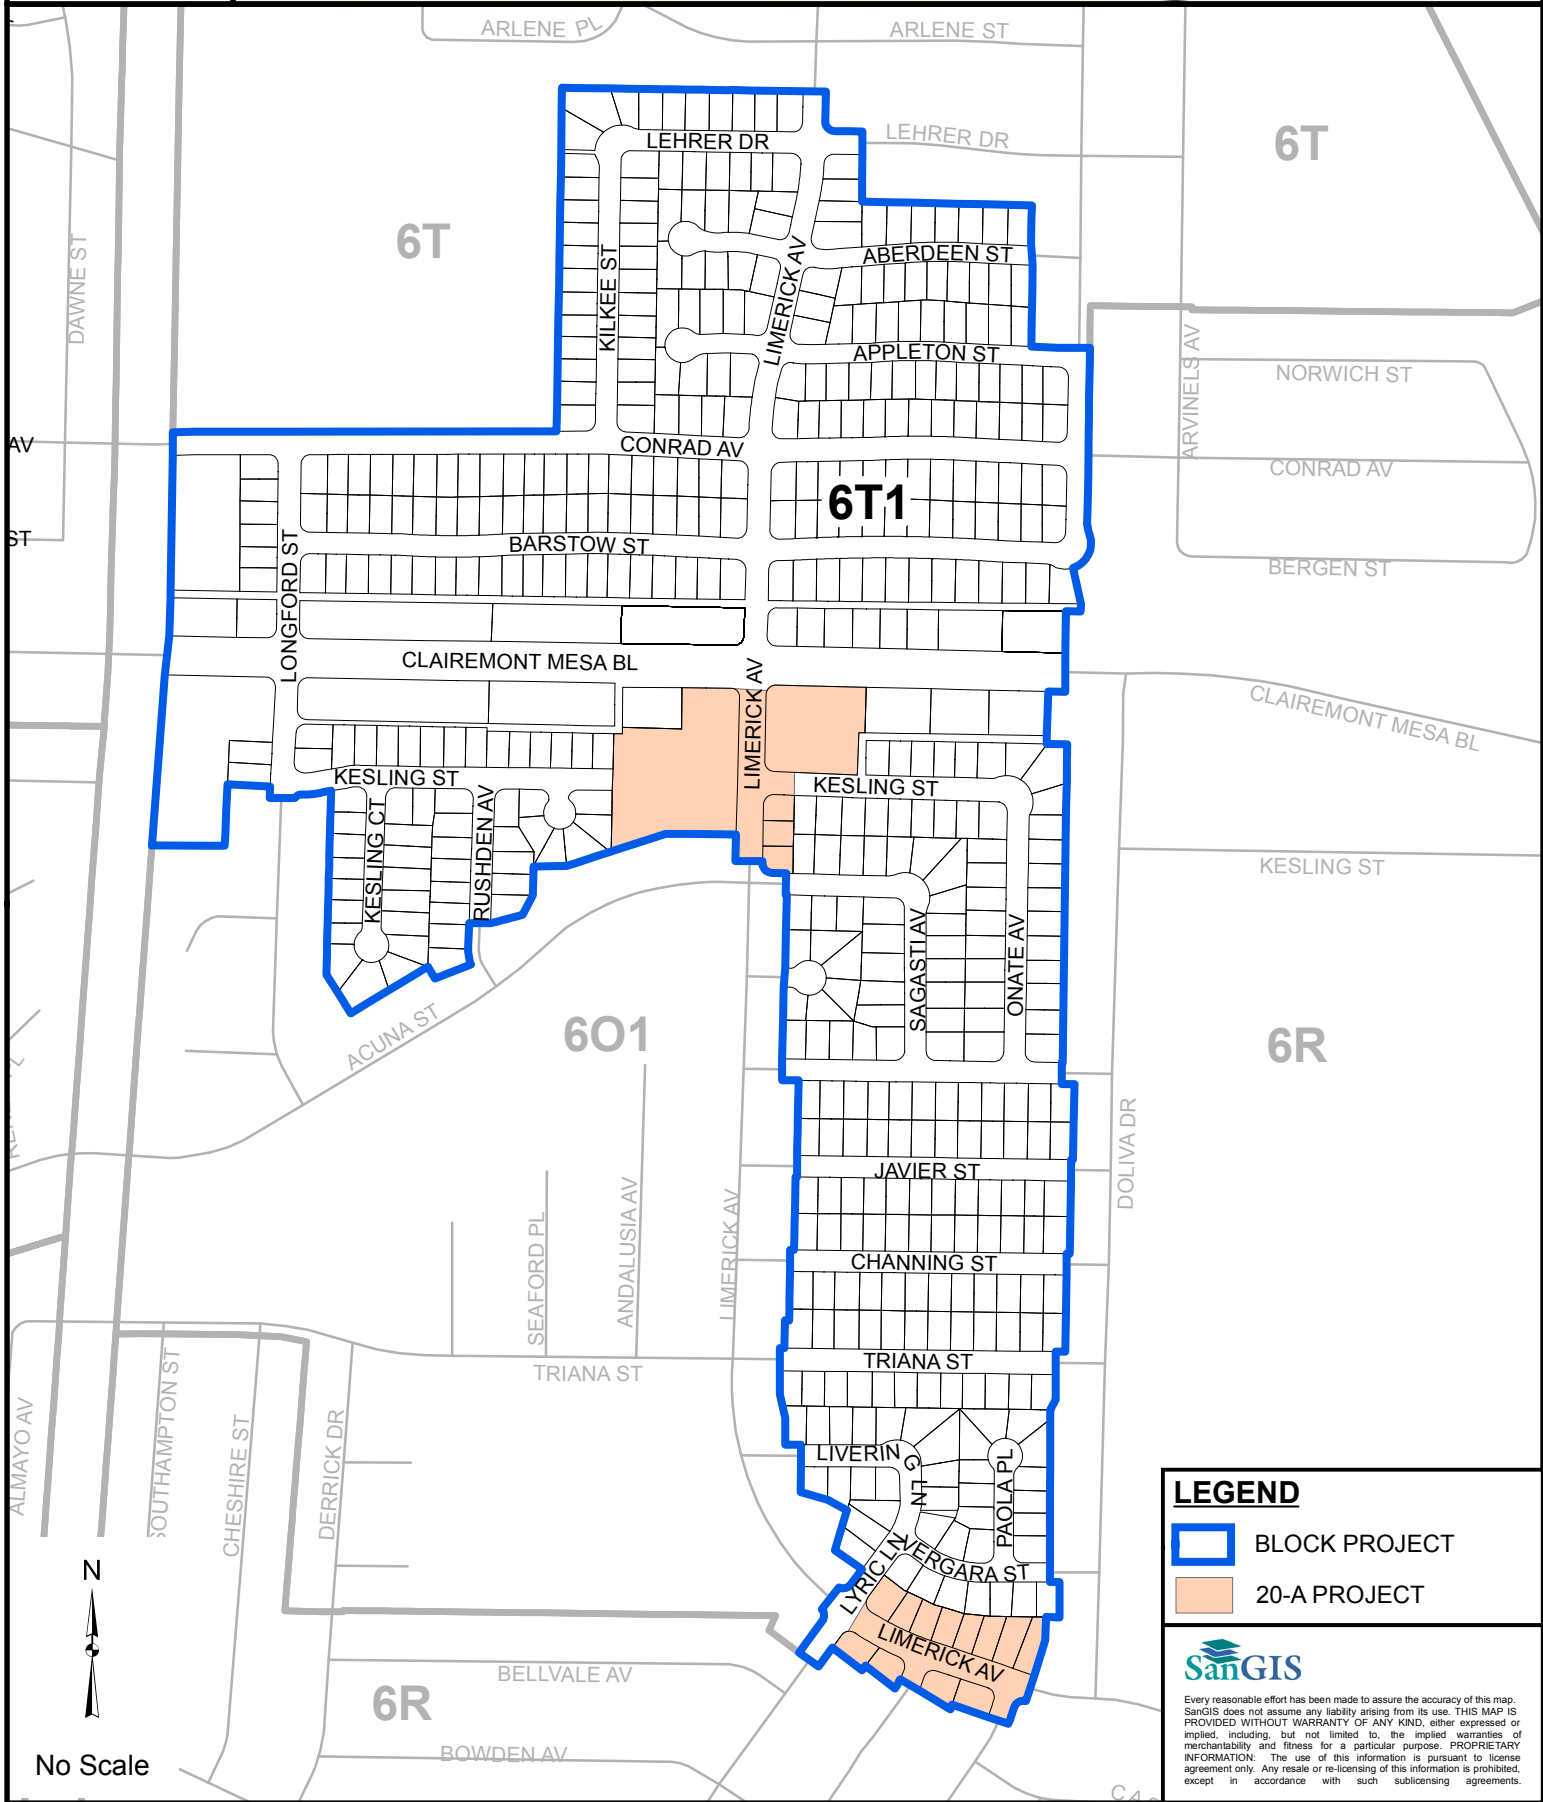 ARLENE PL
ARLENE ST
LEHRER DR
LEHRER DR
6T
6T
DAWNE ST
KILKEE ST
LIMERICK AV
ABERDEEN ST
APPLETON ST
ARVINELS AV
NORWICH ST
AV
CONRAD AV
CONRAD AV
6T1
ST
BARSTOW ST
BERGEN ST
LONGFORD ST
CLAIREMONT MESA BL
LIMERICK AV
CLAIREMONT MESA BL
KESLING ST
KESLING ST
KESLING CT
RUSHDEN AV
KESLING ST
SAGASTI AV
ONATE AV
ACUNA ST
6O1
6R
DOLIVA DR
JAVIER ST
SEAFORD PL
ANDALUSIA AV
LIMERICK AV
CHANNING ST
TRIANA ST
TRIANA ST
ALMAYO AV
SOUTHAMPTON ST
CHESHIRE ST
DERRICK DR
LIVERING LN
PAOLA PL
LYRIC LN
VERGARA ST
LIMERICK AV
BELLVALE AV
6R
BOWDEN AV
N
No Scale
LEGEND
BLOCK PROJECT
20-A PROJECT
SanGIS
Every reasonable effort has been made to assure the accuracy of this map.
SanGIS does not assume any liability arising from its use. THIS MAP IS
PROVIDED WITHOUT WARRANTY OF ANY KIND, either expressed or
implied, including, but not limited to, the implied warranties of
merchantability and fitness for a particular purpose. PROPRIETARY
INFORMATION: The use of this information is pursuant to license
agreement only. Any resale or re-licensing of this information is prohibited,
except in accordance with such sublicensing agreements.